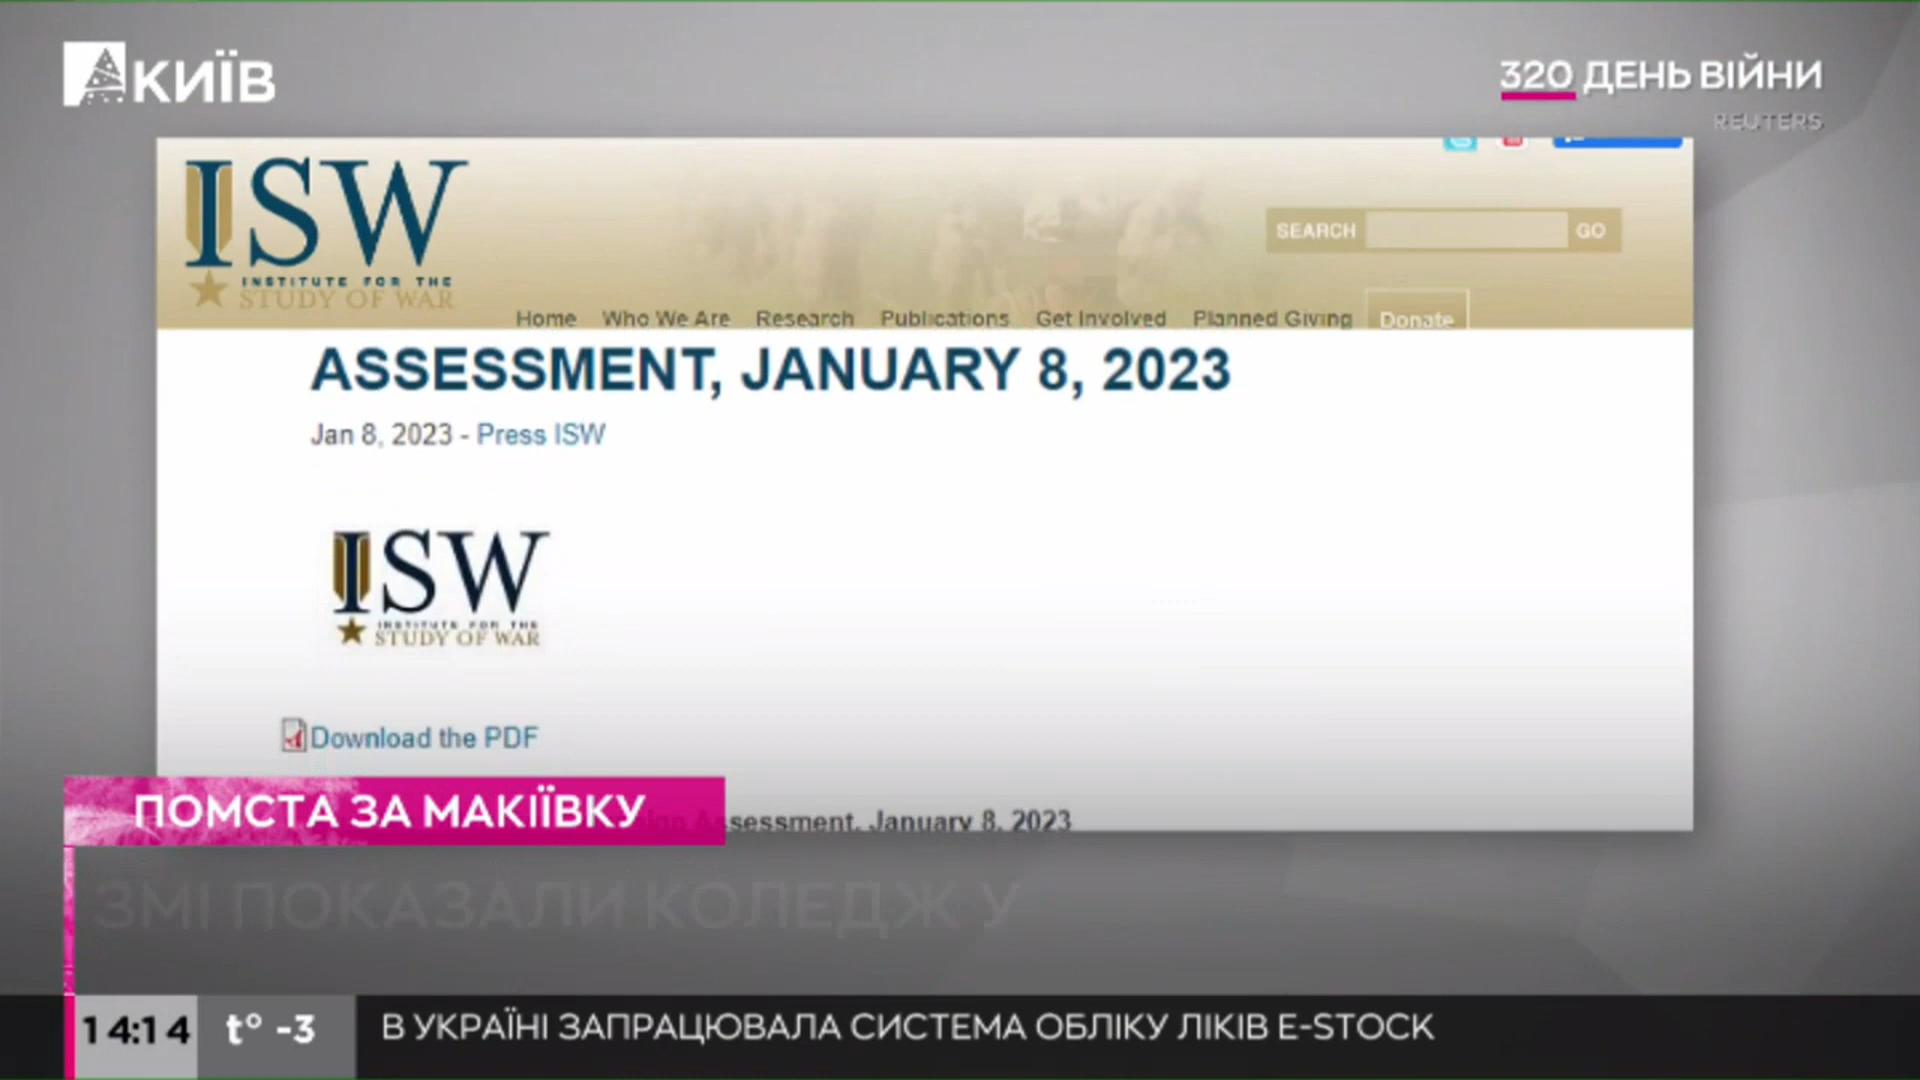 КИЇВ
320 ДЕНЬ ВІЙНИ
REUTERS
ISW
INSTITUTE FOR THE
STUDY OF WAR
SEARCH GO
Home Who We Are Research Publications Get Involved Planned Giving Donate
ASSESSMENT, JANUARY 8, 2023
Jan 8, 2023 - Press ISW
ISW
INSTITUTE FOR THE
STUDY OF WAR
Download the PDF
ПОМСТА ЗА МАКІЇВКУ
Assessment, January 8, 2023
ЗМІ ПОКАЗАЛИ КОЛЕДЖ У
14:14 t° -3 В УКРАЇНІ ЗАПРАЦЮВАЛА СИСТЕМА ОБЛІКУ ЛІКІВ E-STOCK